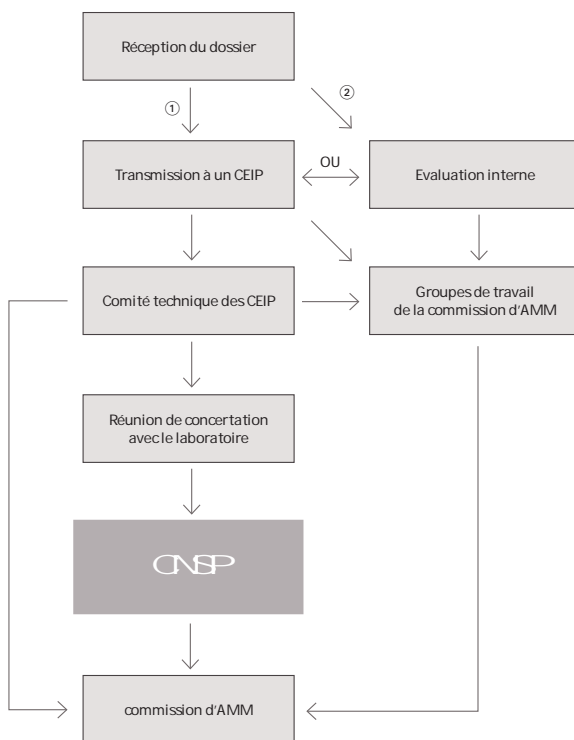 Réception du dossier
①
②
Transmission à un CEIP
OU
Evaluation interne
Comité technique des CEIP
Groupes de travail
de la commission d'AMM
Réunion de concertation
avec le laboratoire
CNSP
commission d'AMM